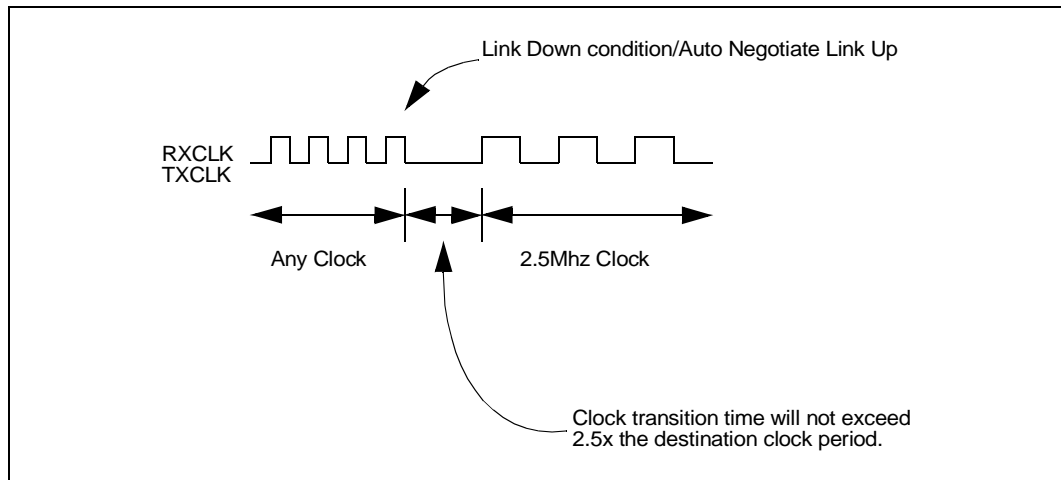 Link Down condition/Auto Negotiate Link Up
RXCLK
TXCLK
Any Clock
2.5Mhz Clock
Clock transition time will not exceed
2.5x the destination clock period.